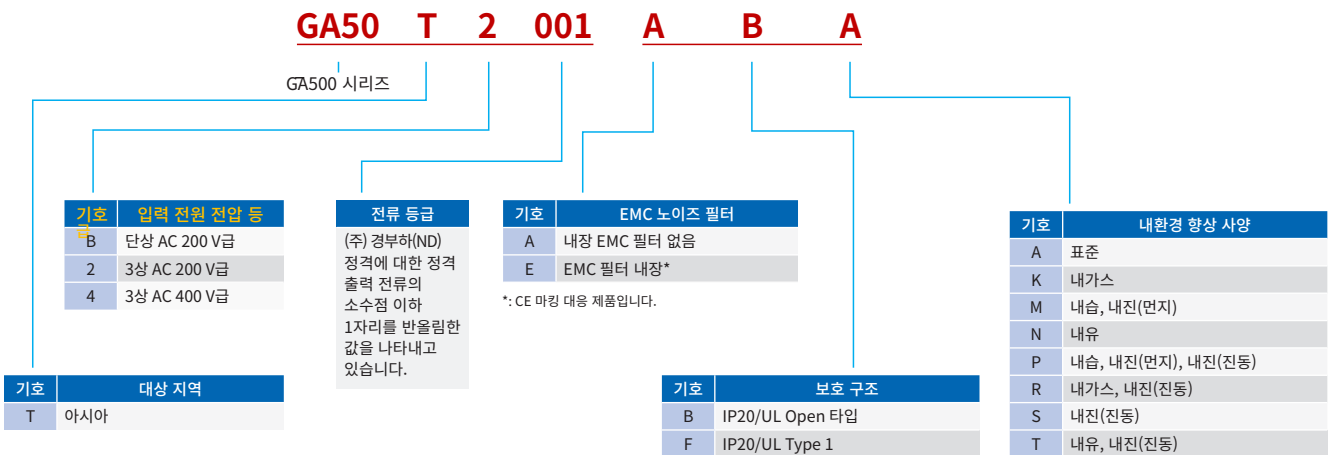 GA50 T 2 001 A B A
GA500 시리즈
기호 입력 전원 전압 등급
B 단상 AC 200 V급
2 3상 AC 200 V급
4 3상 AC 400 V급
전류 등급
(주) 경부하(ND)
정격에 대한 정격
출력 전류의
소수점 이하
1자리를 반올림한
값을 나타내고
있습니다.
기호 EMC 노이즈 필터
A 내장 EMC 필터 없음
E EMC 필터 내장*
*: CE 마킹 대응 제품입니다.
기호 내환경 향상 사양
A 표준
K 내가스
M 내습, 내진(먼지)
N 내유
P 내습, 내진(먼지), 내진(진동)
R 내가스, 내진(진동)
S 내진(진동)
T 내유, 내진(진동)
기호 대상 지역
T 아시아
기호 보호 구조
B IP20/UL Open 타입
F IP20/UL Type 1